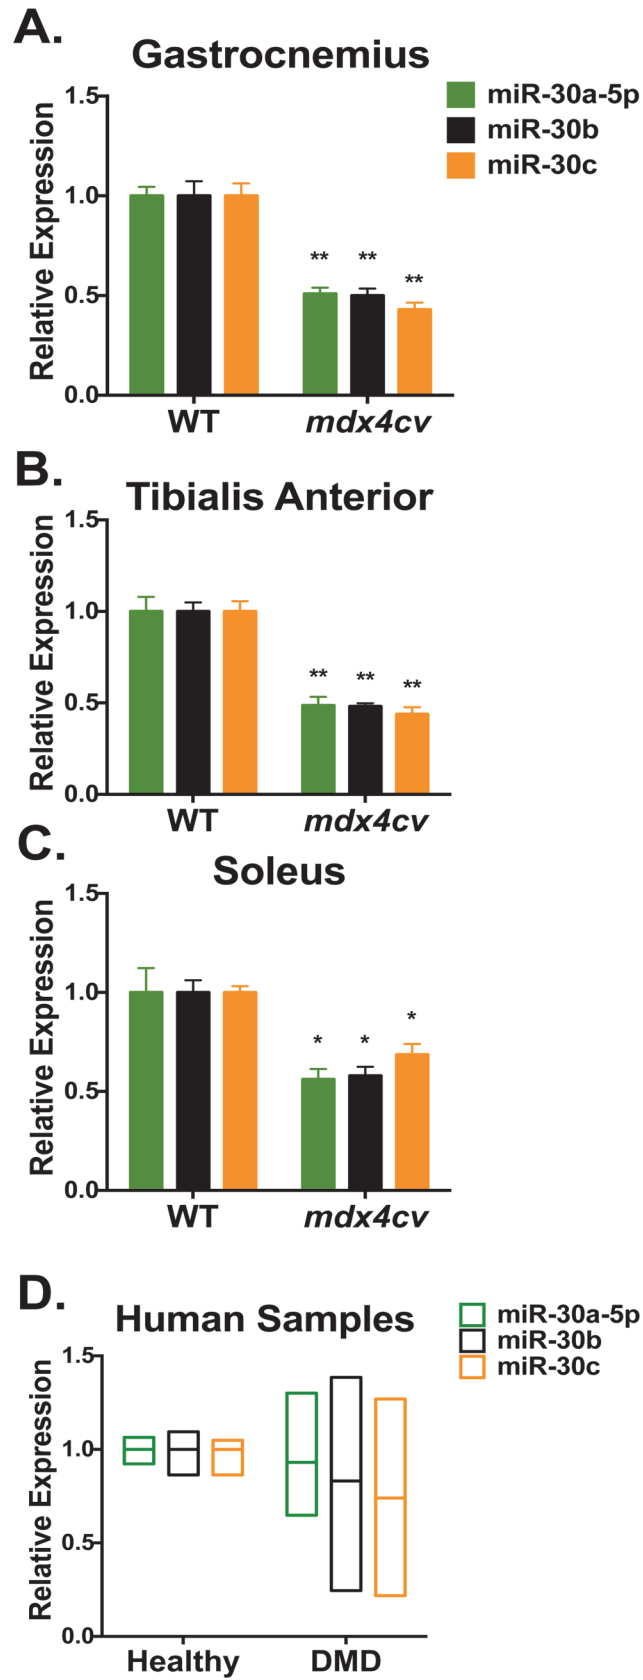 A.
Gastrocnemius
miR-30a-5p
miR-30b
miR-30c
Relative Expression
1.5
1.0
0.5
0.0
** ** **
WT mdx4cv
B.
Tibialis Anterior
Relative Expression
1.5
1.0
0.5
0.0
** ** **
WT mdx4cv
C.
Soleus
Relative Expression
1.5
1.0
0.5
0.0
* * *
WT mdx4cv
D.
Human Samples
miR-30a-5p
miR-30b
miR-30c
Relative Expression
1.5
1.0
0.5
0.0
Healthy DMD